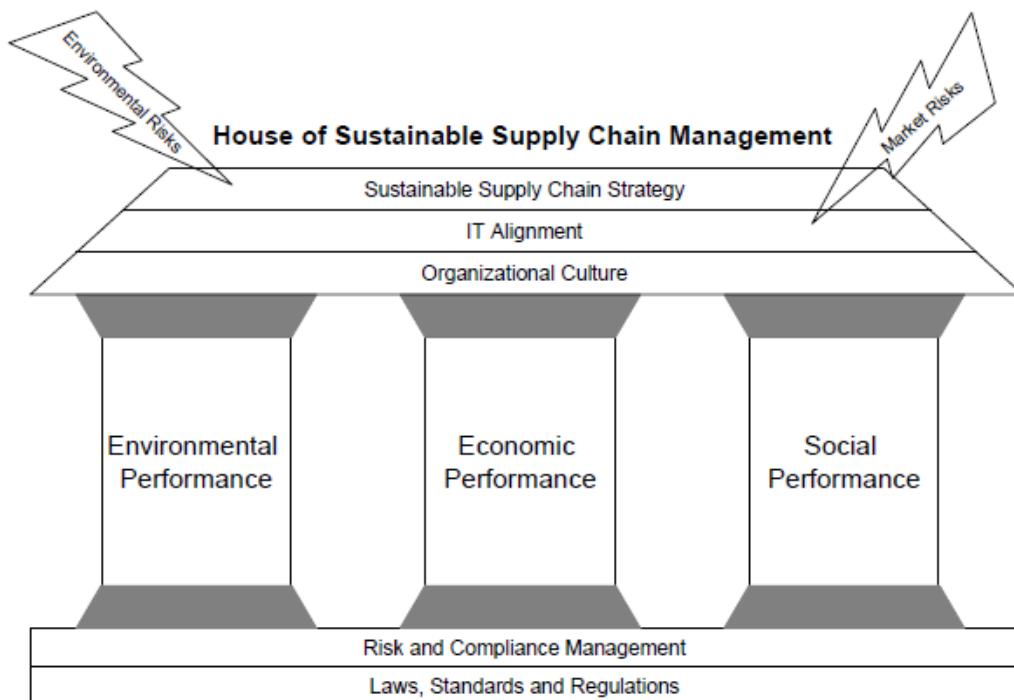 Environmental Risks
Market Risks
House of Sustainable Supply Chain Management
Sustainable Supply Chain Strategy
IT Alignment
Organizational Culture
Environmental
Performance
Economic
Performance
Social
Performance
Risk and Compliance Management
Laws, Standards and Regulations